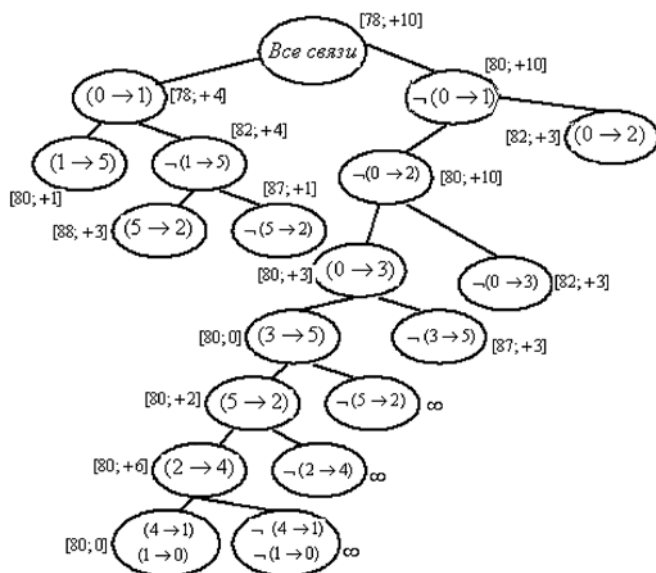 [78; +10]
Все связи
[80; +10]
(0 → 1) [78; +4]
¬ (0 → 1)
[82; +4]
[82; +3] (0 → 2)
(1 → 5)
¬ (1 → 5)
¬(0 → 2) [80; +10]
[80; +1]
[87; +1]
[88; +3] (5 → 2)
¬ (5 → 2)
[80; +3] (0 → 3)
¬(0 → 3) [82; +3]
[80; 0] (3 → 5)
¬ (3 → 5) [87; +3]
[80; +2] (5 → 2)
¬ (5 → 2) ∞
[80; +6] (2 → 4)
¬ (2 → 4) ∞
(4 → 1)
¬ (4 → 1)
[80; 0] (1 → 0)
¬ (1 → 0) ∞